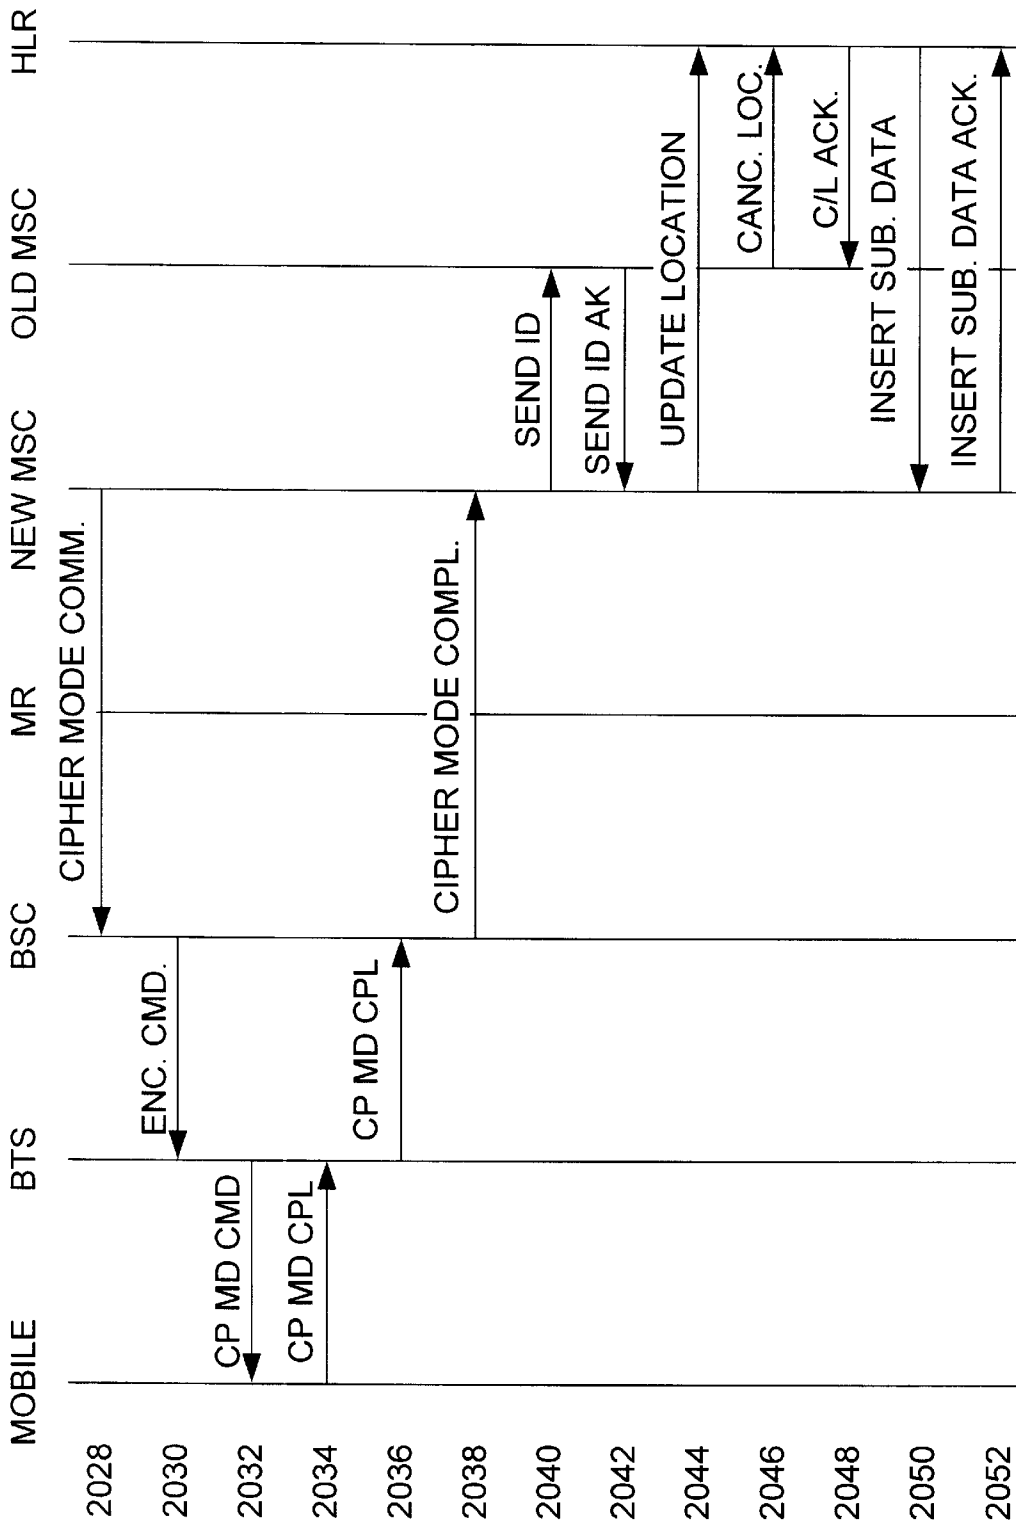 MOBILE BTS BSC MR NEW MSC OLD MSC HLR
2028 CIPHER MODE COMM.
2030 ENC. CMD.
2032 CP MD CMD
2034 CP MD CPL
2036 CP MD CPL
2038 CIPHER MODE COMPL.
2040 SEND ID
2042 SEND ID AK
2044 UPDATE LOCATION
2046 CANC. LOC.
2048 C/L ACK.
2050 INSERT SUB. DATA
2052 INSERT SUB. DATA ACK.